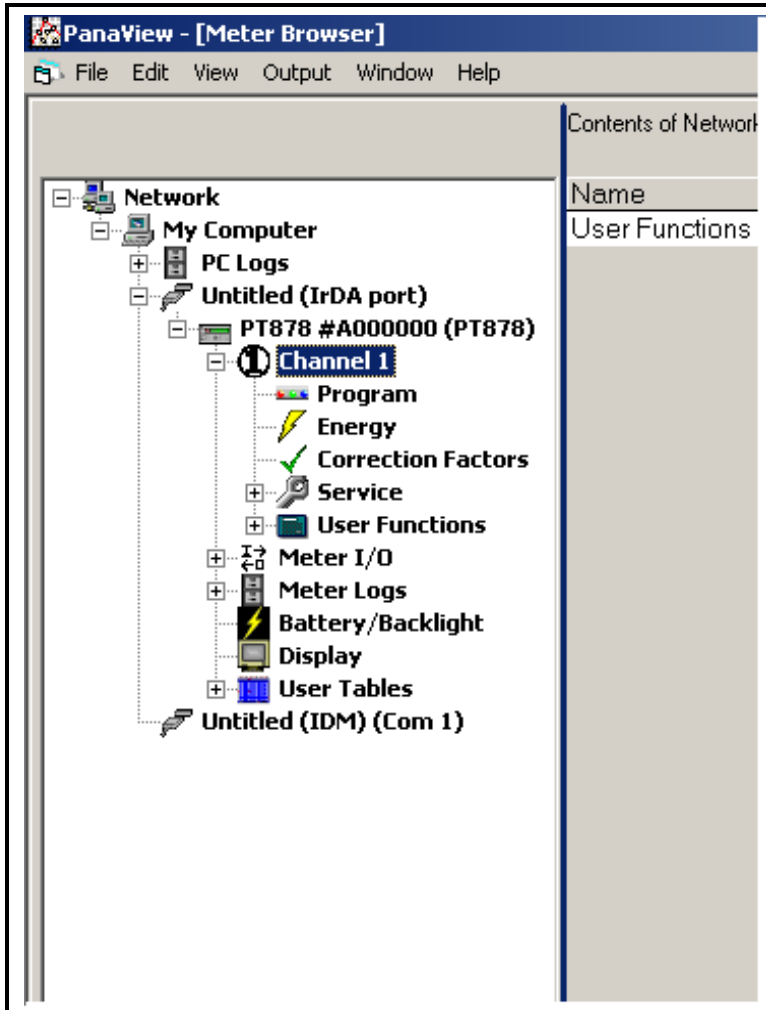 PanaView - [Meter Browser]
File Edit View Output Window Help
Contents of Network
Name
User Functions
Network
My Computer
PC Logs
Untitled (IrDA port)
PT878 #A000000 (PT878)
1 Channel 1
Program
Energy
Correction Factors
Service
User Functions
Meter I/O
Meter Logs
Battery/Backlight
Display
User Tables
Untitled (IDM) (Com 1)